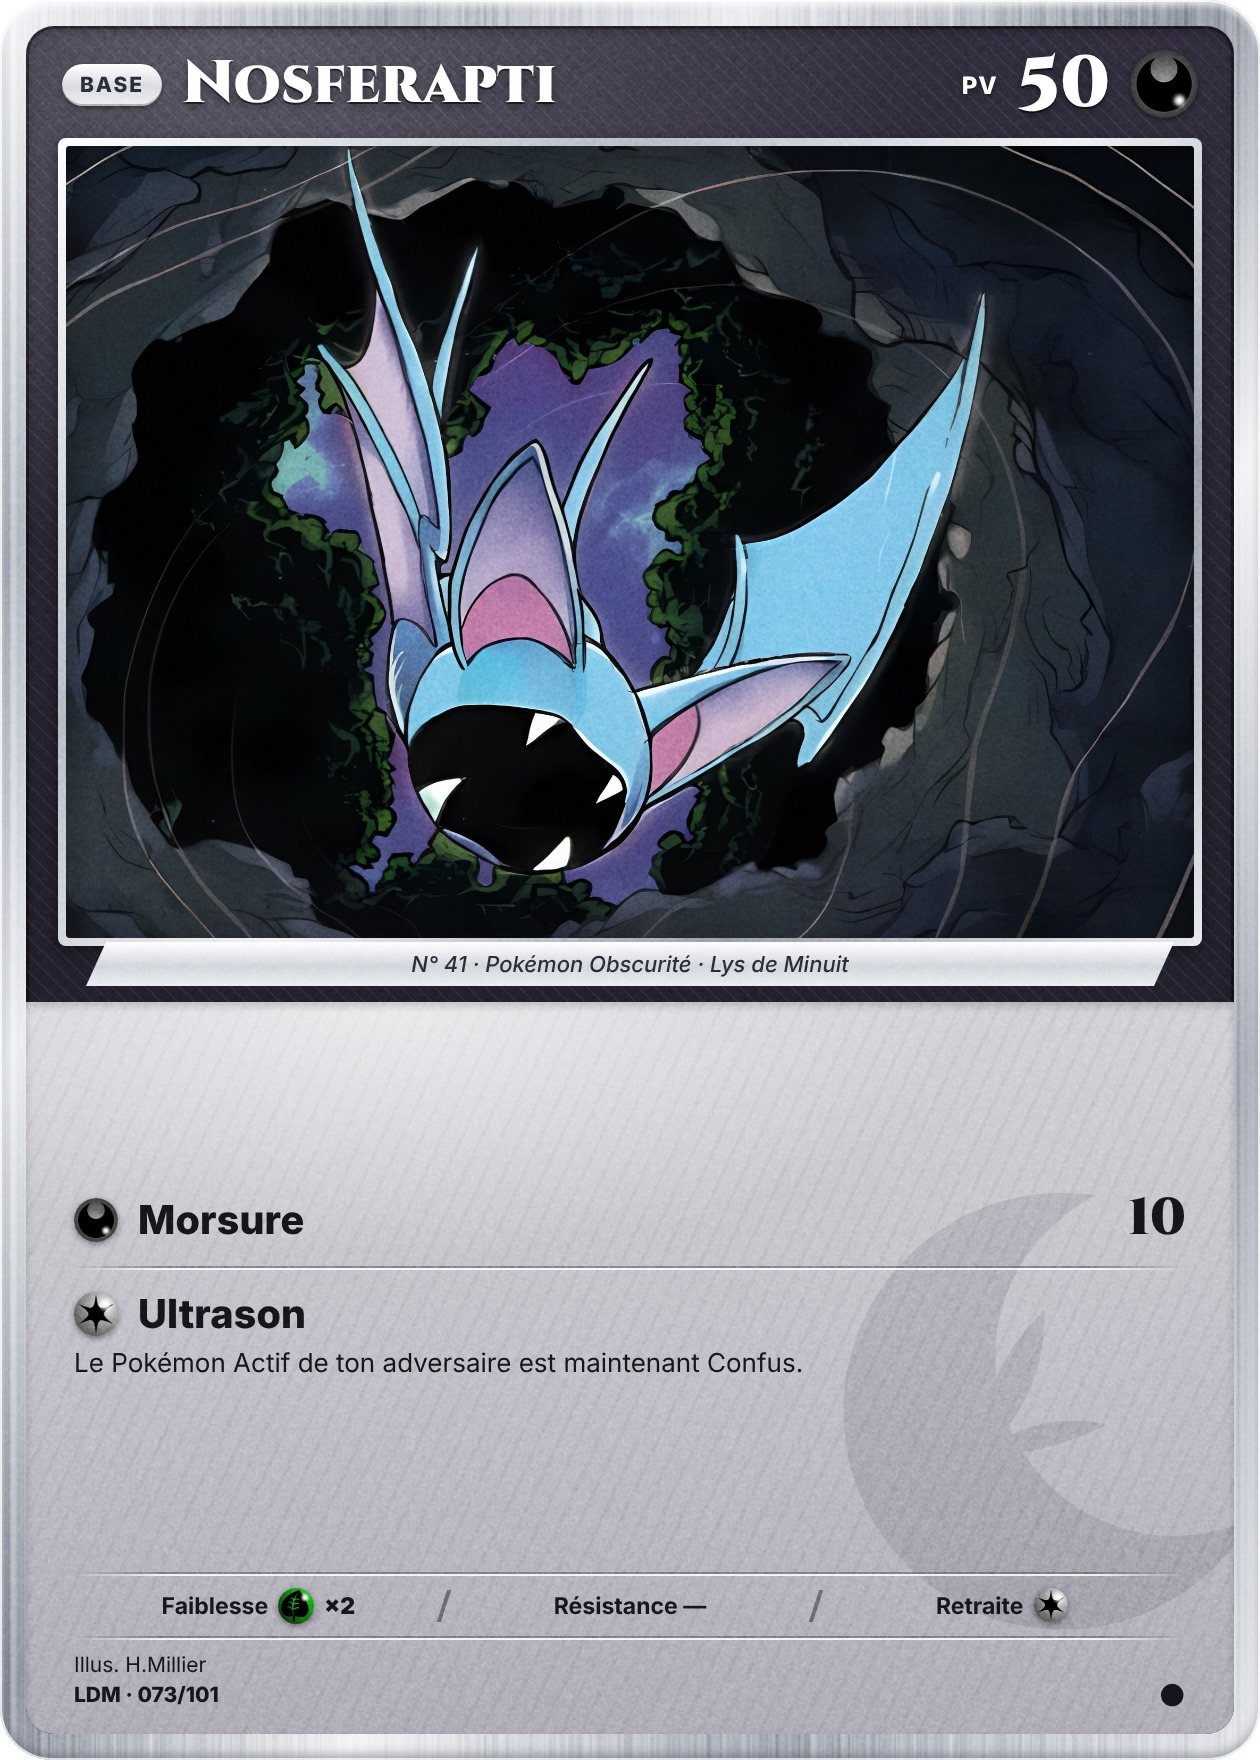 BASE Nosferapti PV 50
N° 41 · Pokémon Obscurité · Lys de Minuit
Morsure 10
Ultrason
Le Pokémon Actif de ton adversaire est maintenant Confus.
Faiblesse ×2 / Résistance — / Retraite
Illus. H.Millier
LDM · 073/101